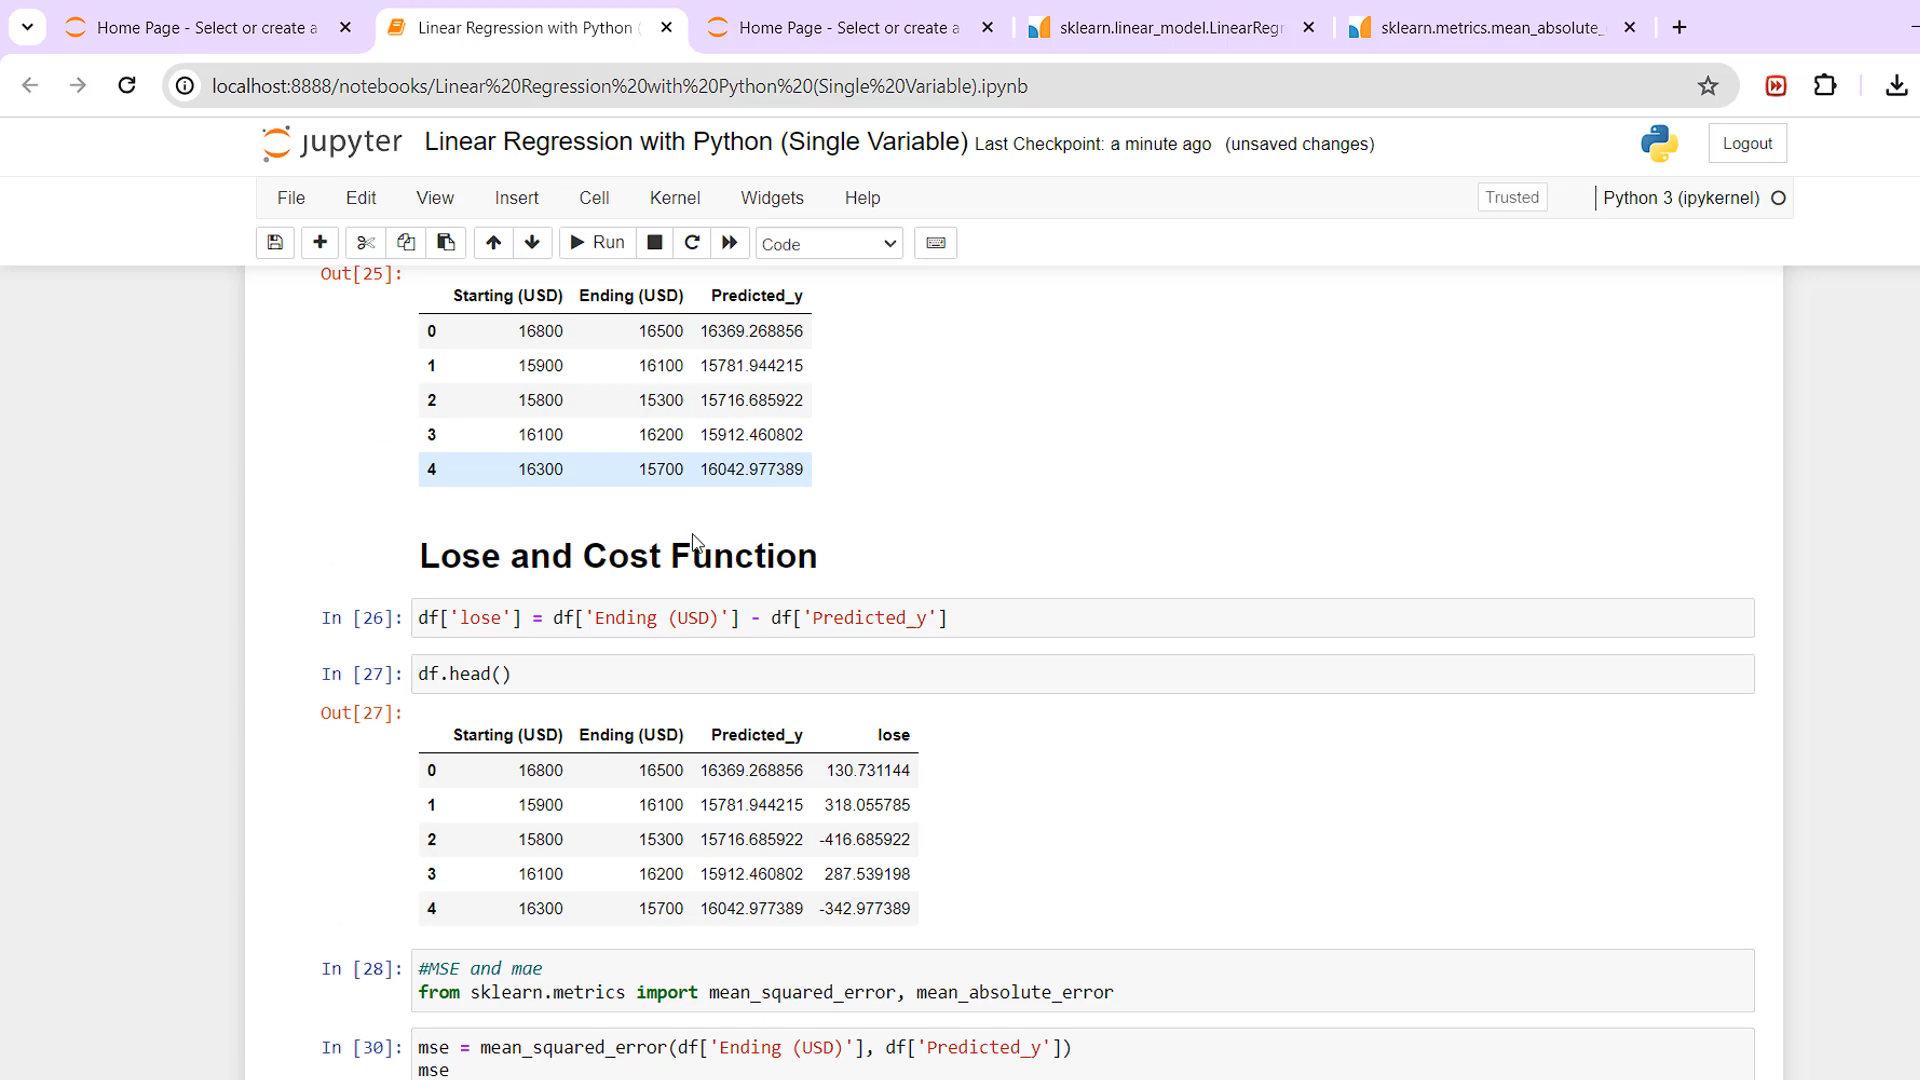 Home Page - Select or create a
Linear Regression with Python (
Home Page - Select or create a
sklearn.linear_model.LinearRegr
sklearn.metrics.mean_absolute_
localhost:8888/notebooks/Linear%20Regression%20with%20Python%20(Single%20Variable).ipynb
jupyter Linear Regression with Python (Single Variable) Last Checkpoint: a minute ago (unsaved changes)
Logout
File Edit View Insert Cell Kernel Widgets Help
Trusted
Python 3 (ipykernel)
Run
Code
Out[25]:
Starting (USD) Ending (USD) Predicted_y
0 16800 16500 16369.268856
1 15900 16100 15781.944215
2 15800 15300 15716.685922
3 16100 16200 15912.460802
4 16300 15700 16042.977389
Lose and Cost Function
In [26]: df['lose'] = df['Ending (USD)'] - df['Predicted_y']
In [27]: df.head()
Out[27]:
Starting (USD) Ending (USD) Predicted_y lose
0 16800 16500 16369.268856 130.731144
1 15900 16100 15781.944215 318.055785
2 15800 15300 15716.685922 -416.685922
3 16100 16200 15912.460802 287.539198
4 16300 15700 16042.977389 -342.977389
In [28]: #MSE and mae
from sklearn.metrics import mean_squared_error, mean_absolute_error
In [30]: mse = mean_squared_error(df['Ending (USD)'], df['Predicted_y'])
mse